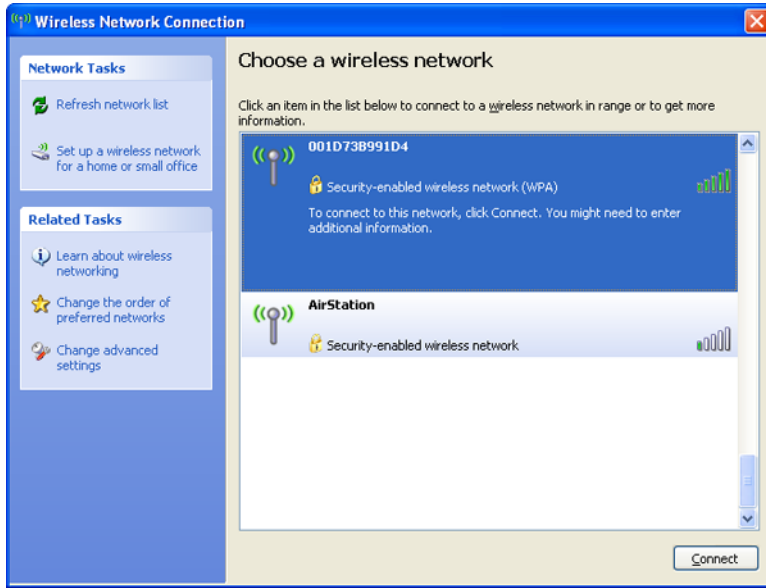 Wireless Network Connect​ion
Network Tasks
Refresh network list
Set up a wireless network
for a home or small office
Related Tasks
Learn about wireless
networking
Change the order of
preferred networks
Change advanced
settings
Choose a wireless network
Click an item in the list below to connect to a wireless network in range or to get more
information.
001D73B991D4
Security-enabled wireless network (WPA)
To connect to this network, click Connect. You might need to enter
additional information.
AirStation
Security-enabled wireless network
Connect